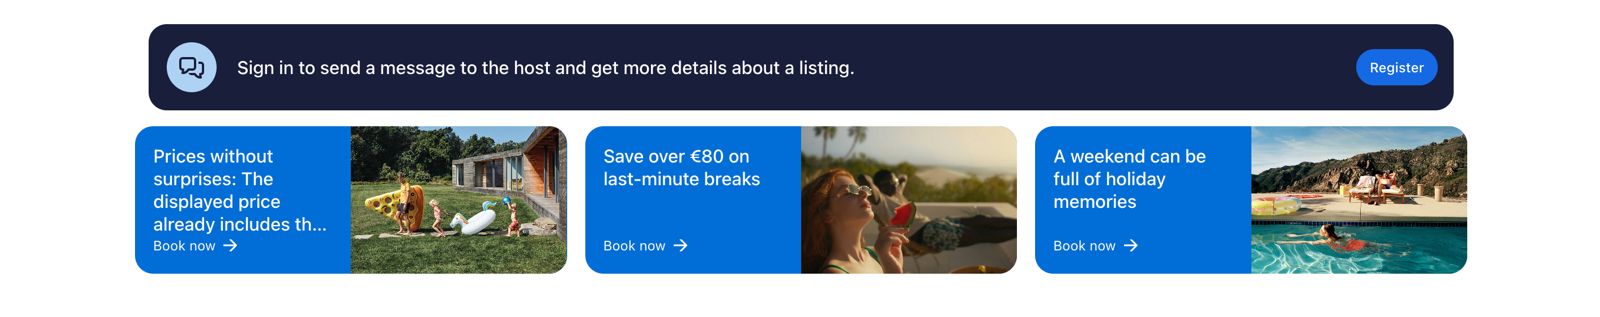 Sign in to send a message to the host and get more details about a listing.
Register
Prices without
surprises: The
displayed price
already includes th...
Book now
Save over €80 on
last-minute breaks
Book now
A weekend can be
full of holiday
memories
Book now